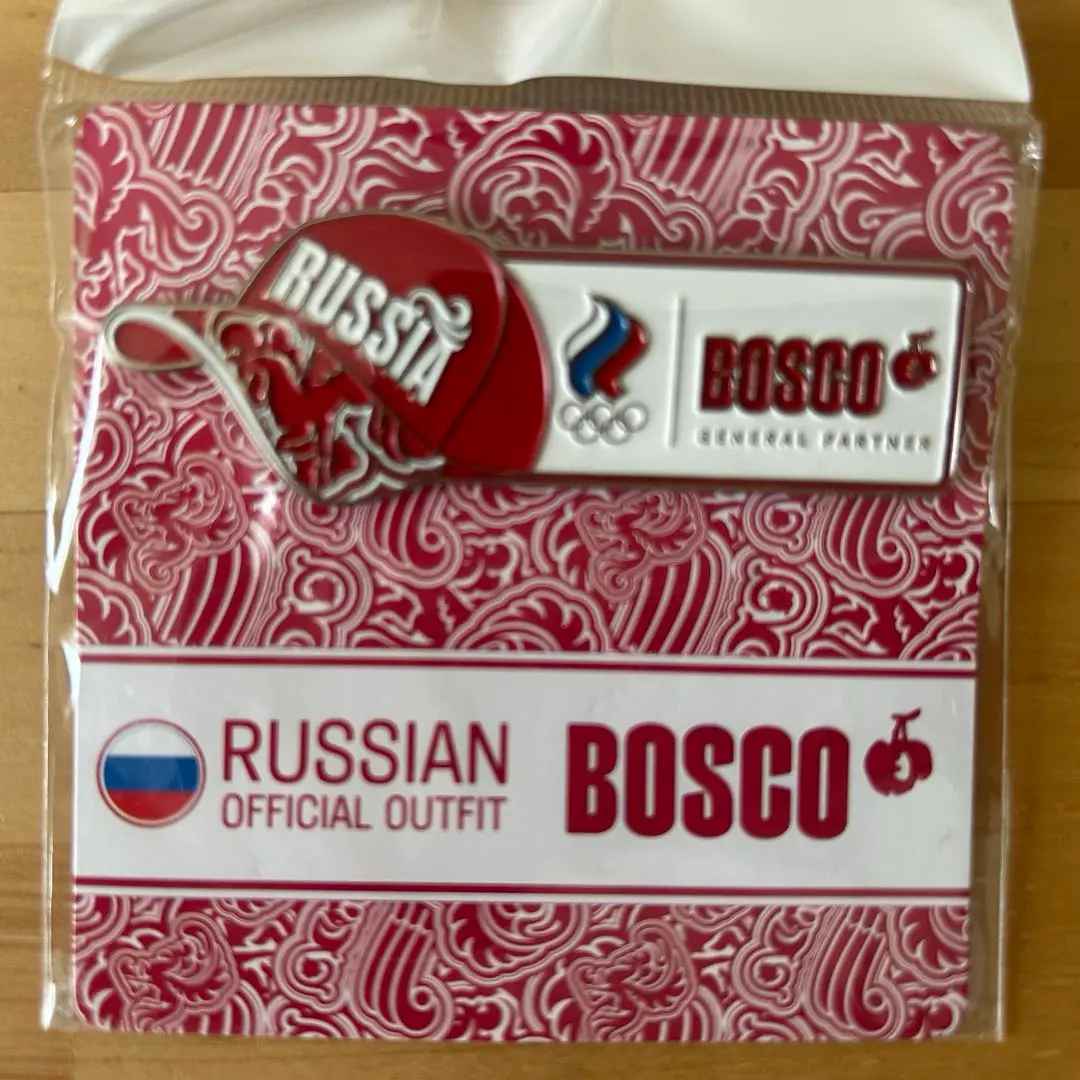 RUSSIA
BOSCO
GENERAL PARTNER
RUSSIAN
OFFICIAL OUTFIT
BOSCO